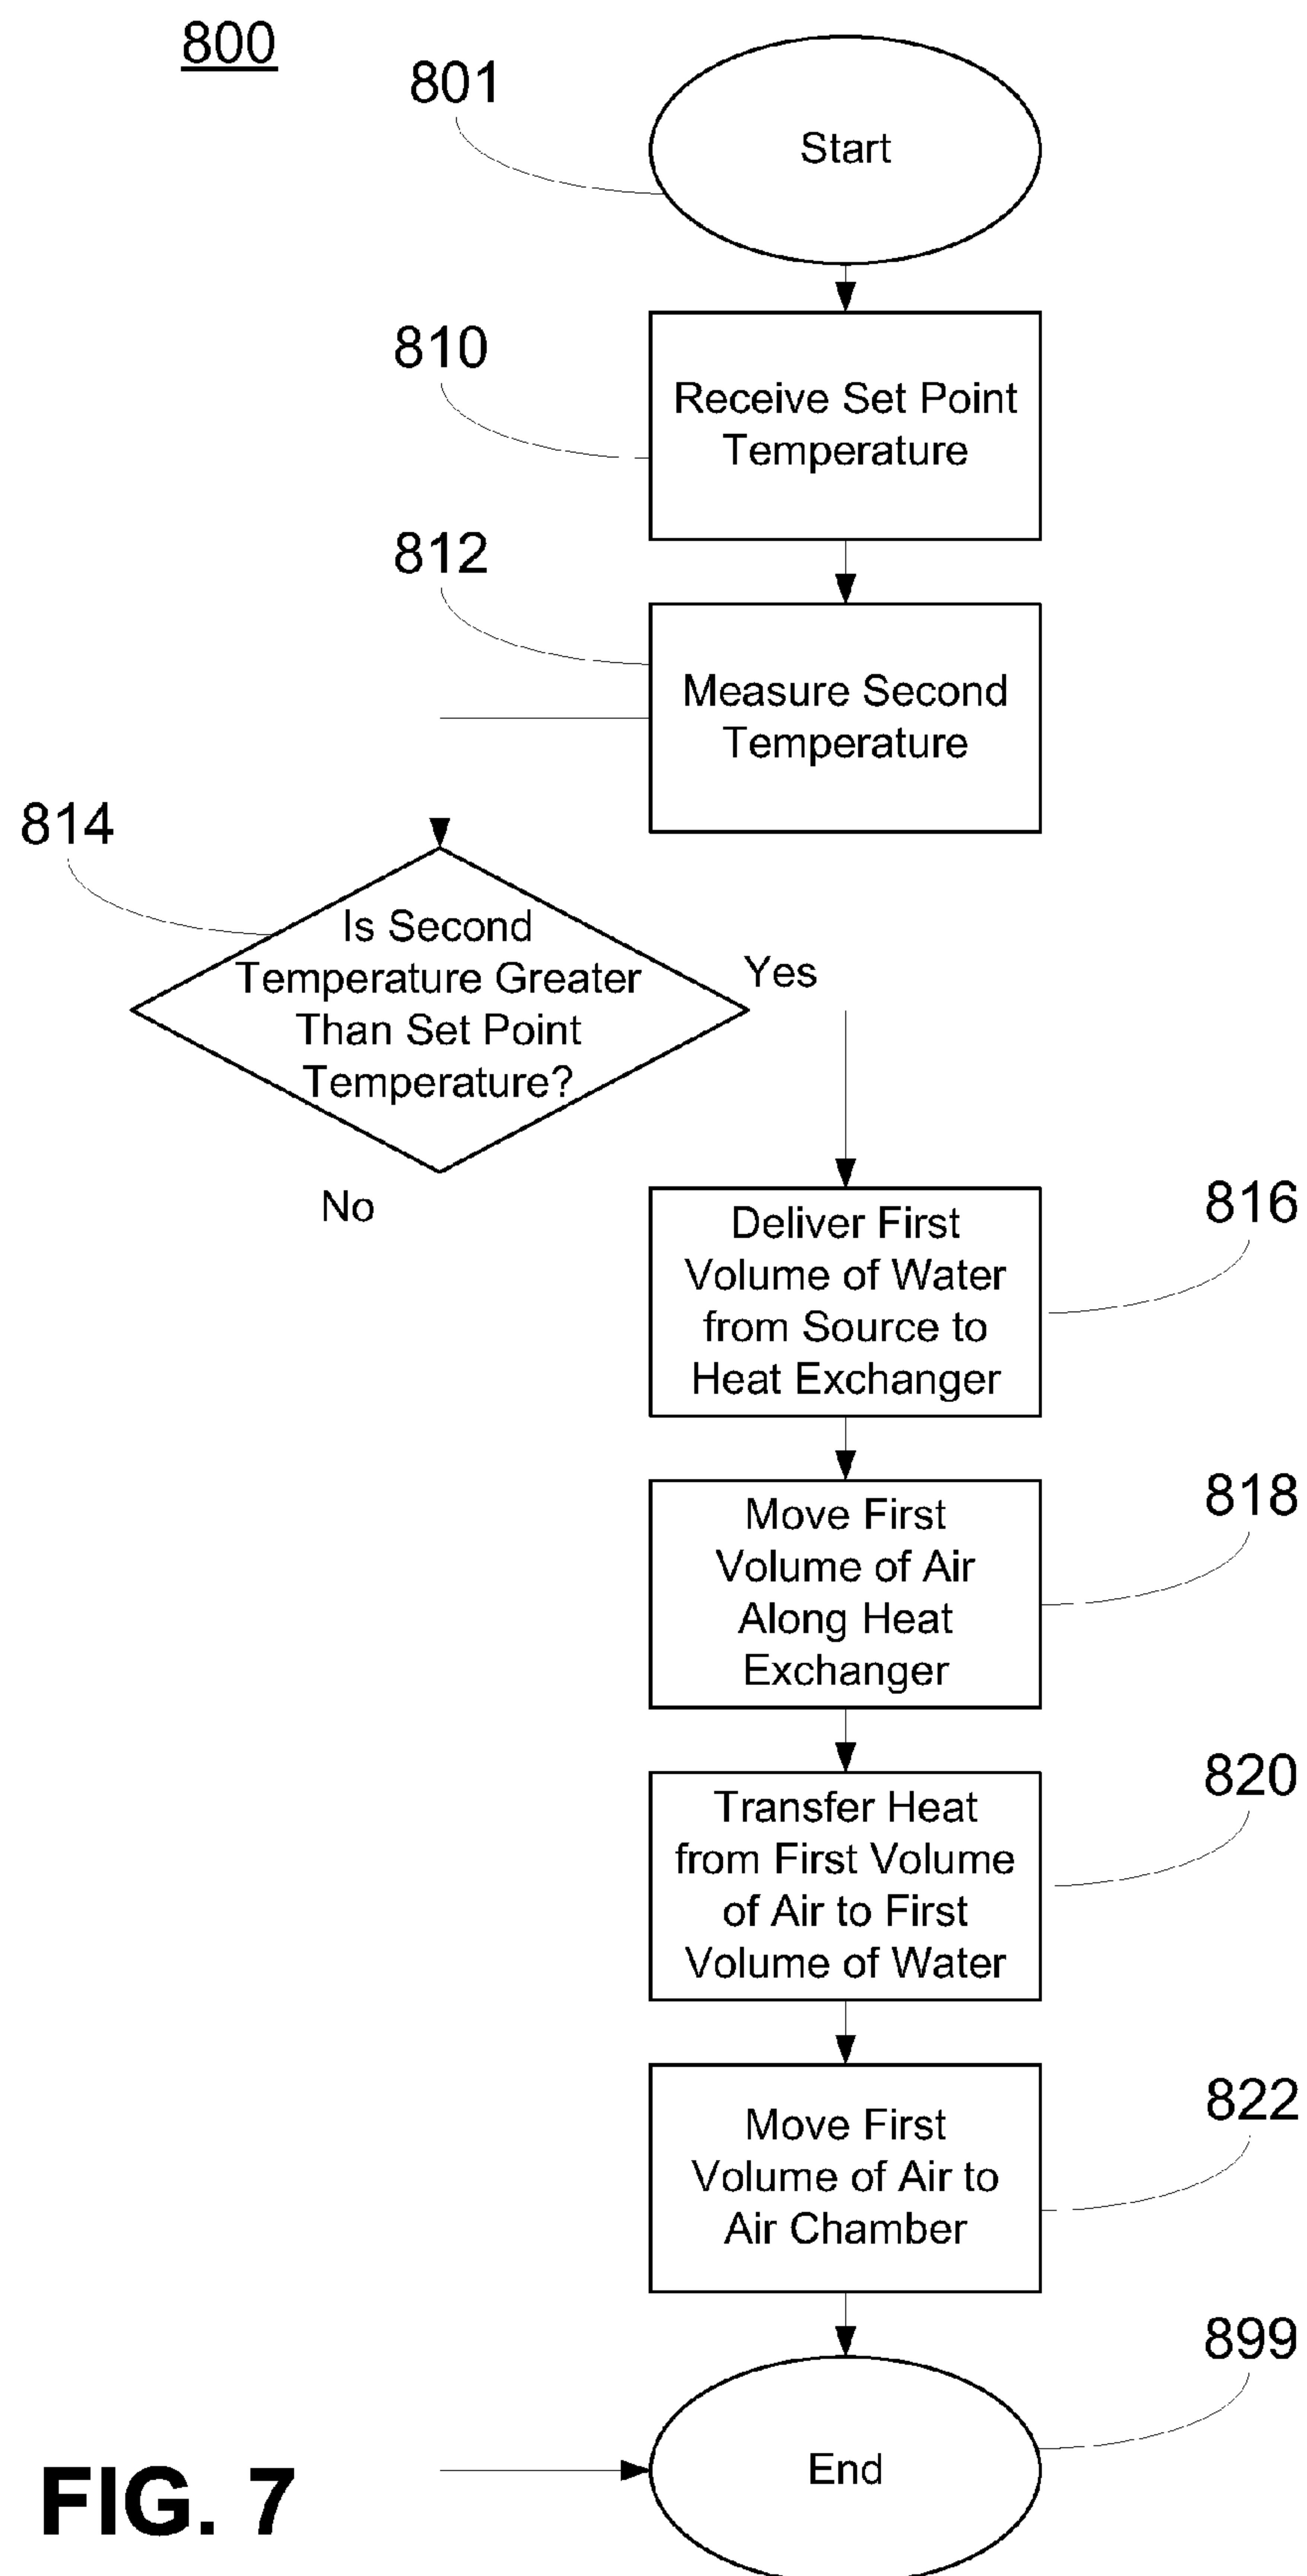 800
801
Start
810
Receive Set Point
Temperature
812
Measure Second
Temperature
814
Is Second
Temperature Greater
Than Set Point
Temperature?
Yes
No
816
Deliver First
Volume of Water
from Source to
Heat Exchanger
818
Move First
Volume of Air
Along Heat
Exchanger
820
Transfer Heat
from First Volume
of Air to First
Volume of Water
822
Move First
Volume of Air to
Air Chamber
899
End
FIG. 7